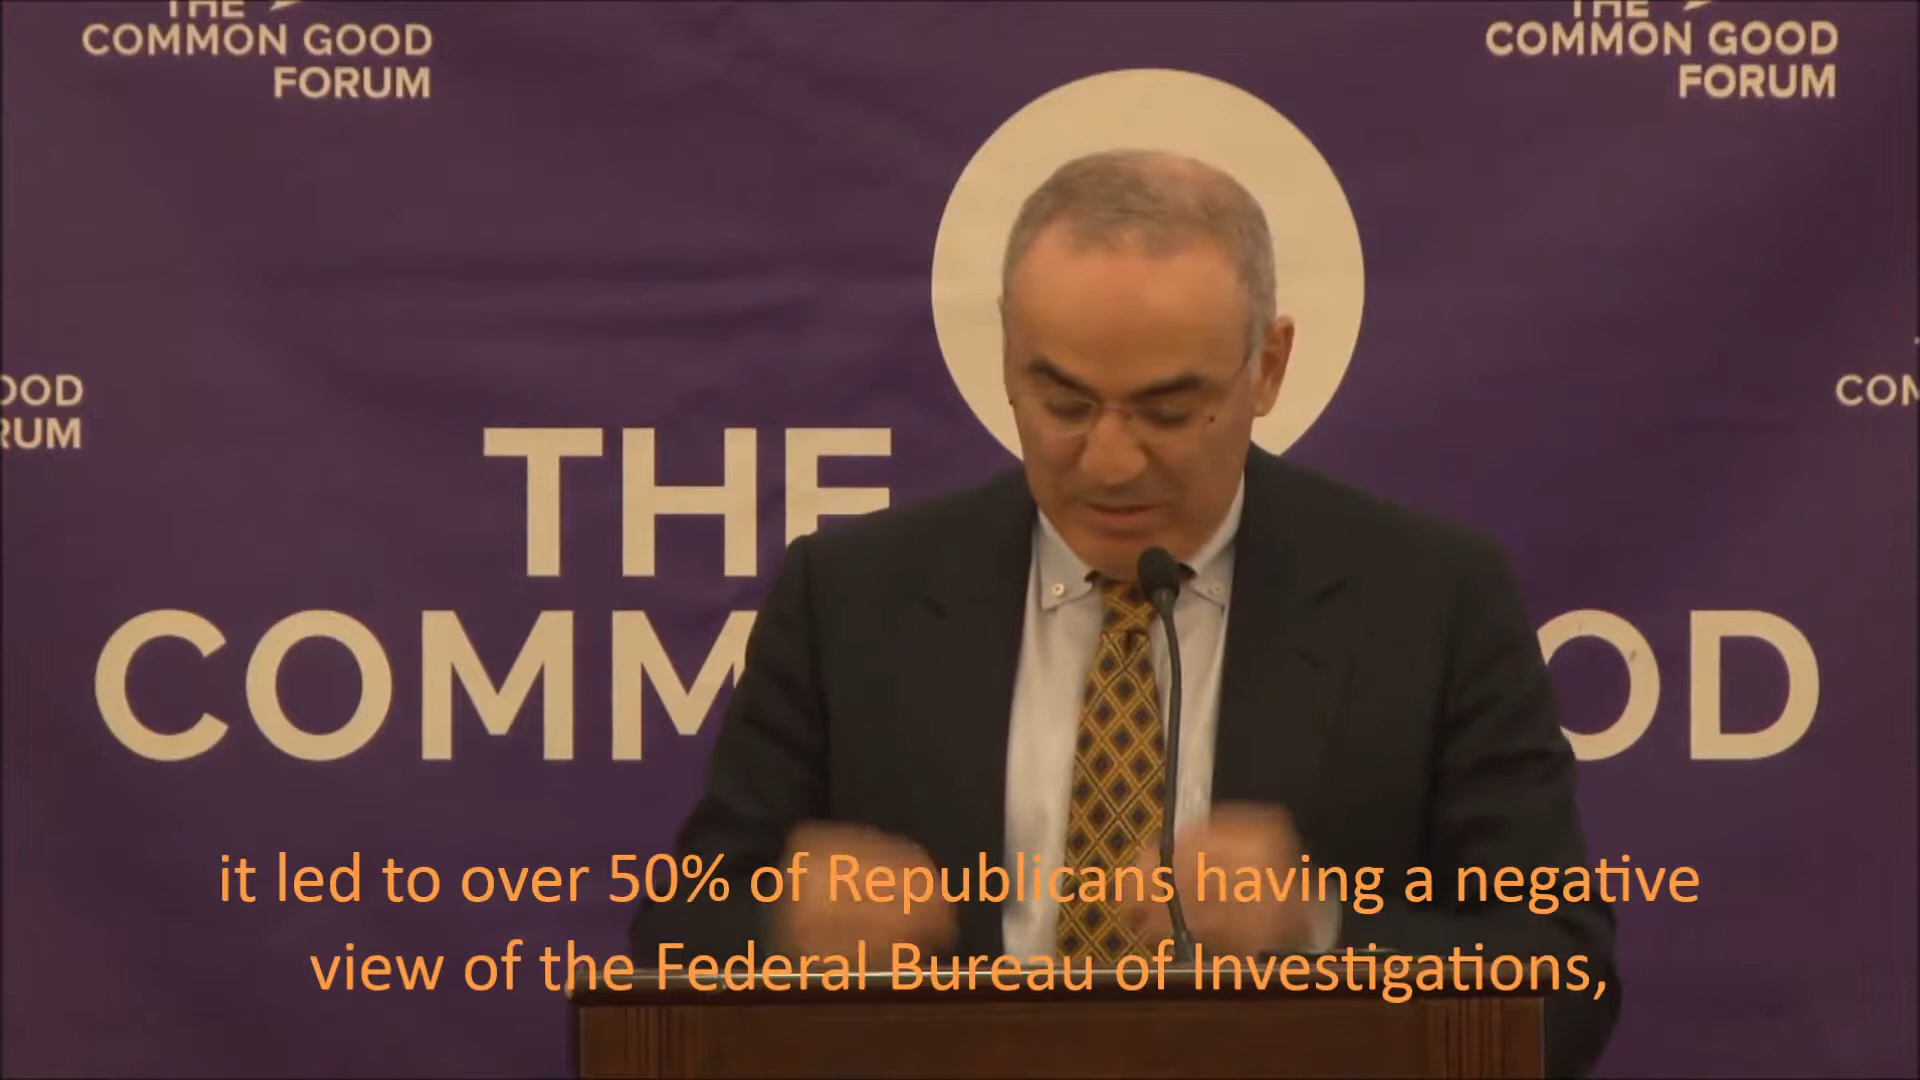 THE
COMMON GOOD
FORUM
THE
COMMON GOOD
FORUM
OOD
RUM
COM
THE
COMM OD
it led to over 50% of Republicans having a negative
view of the Federal Bureau of Investigations,